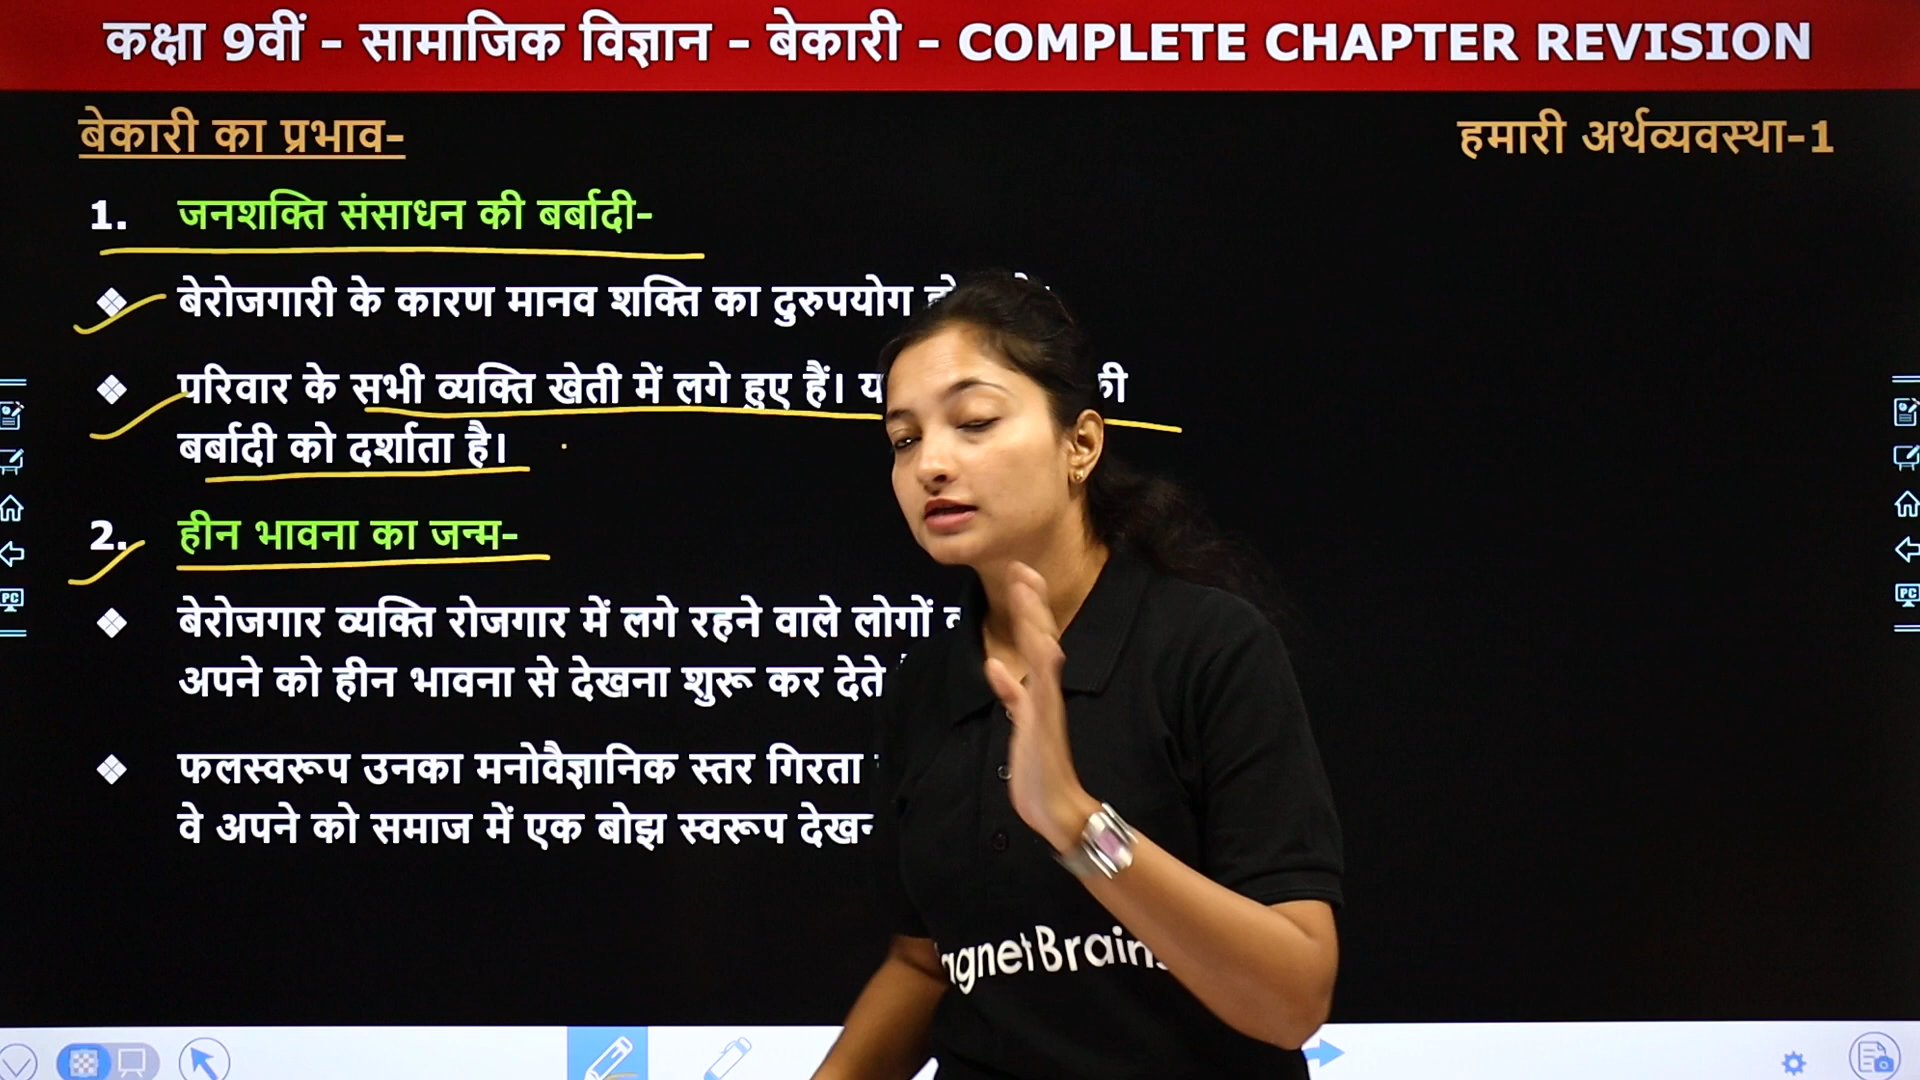 कक्षा 9वीं - सामाजिक विज्ञान - बेकारी - COMPLETE CHAPTER REVISION
बेकारी का प्रभाव-
हमारी अर्थव्यवस्था-1
1. जनशक्ति संसाधन की बर्बादी-
❖ बेरोजगारी के कारण मानव शक्ति का दुरुपयोग
❖ परिवार के सभी व्यक्ति खेती में लगे हुए हैं।
बर्बादी को दर्शाता है।
2. हीन भावना का जन्म-
❖ बेरोजगार व्यक्ति रोजगार में लगे रहने वाले लोगों
अपने को हीन भावना से देखना शुरू कर देते
❖ फलस्वरूप उनका मनोवैज्ञानिक स्तर गिरता
वे अपने को समाज में एक बोझ स्वरूप
PC
PC